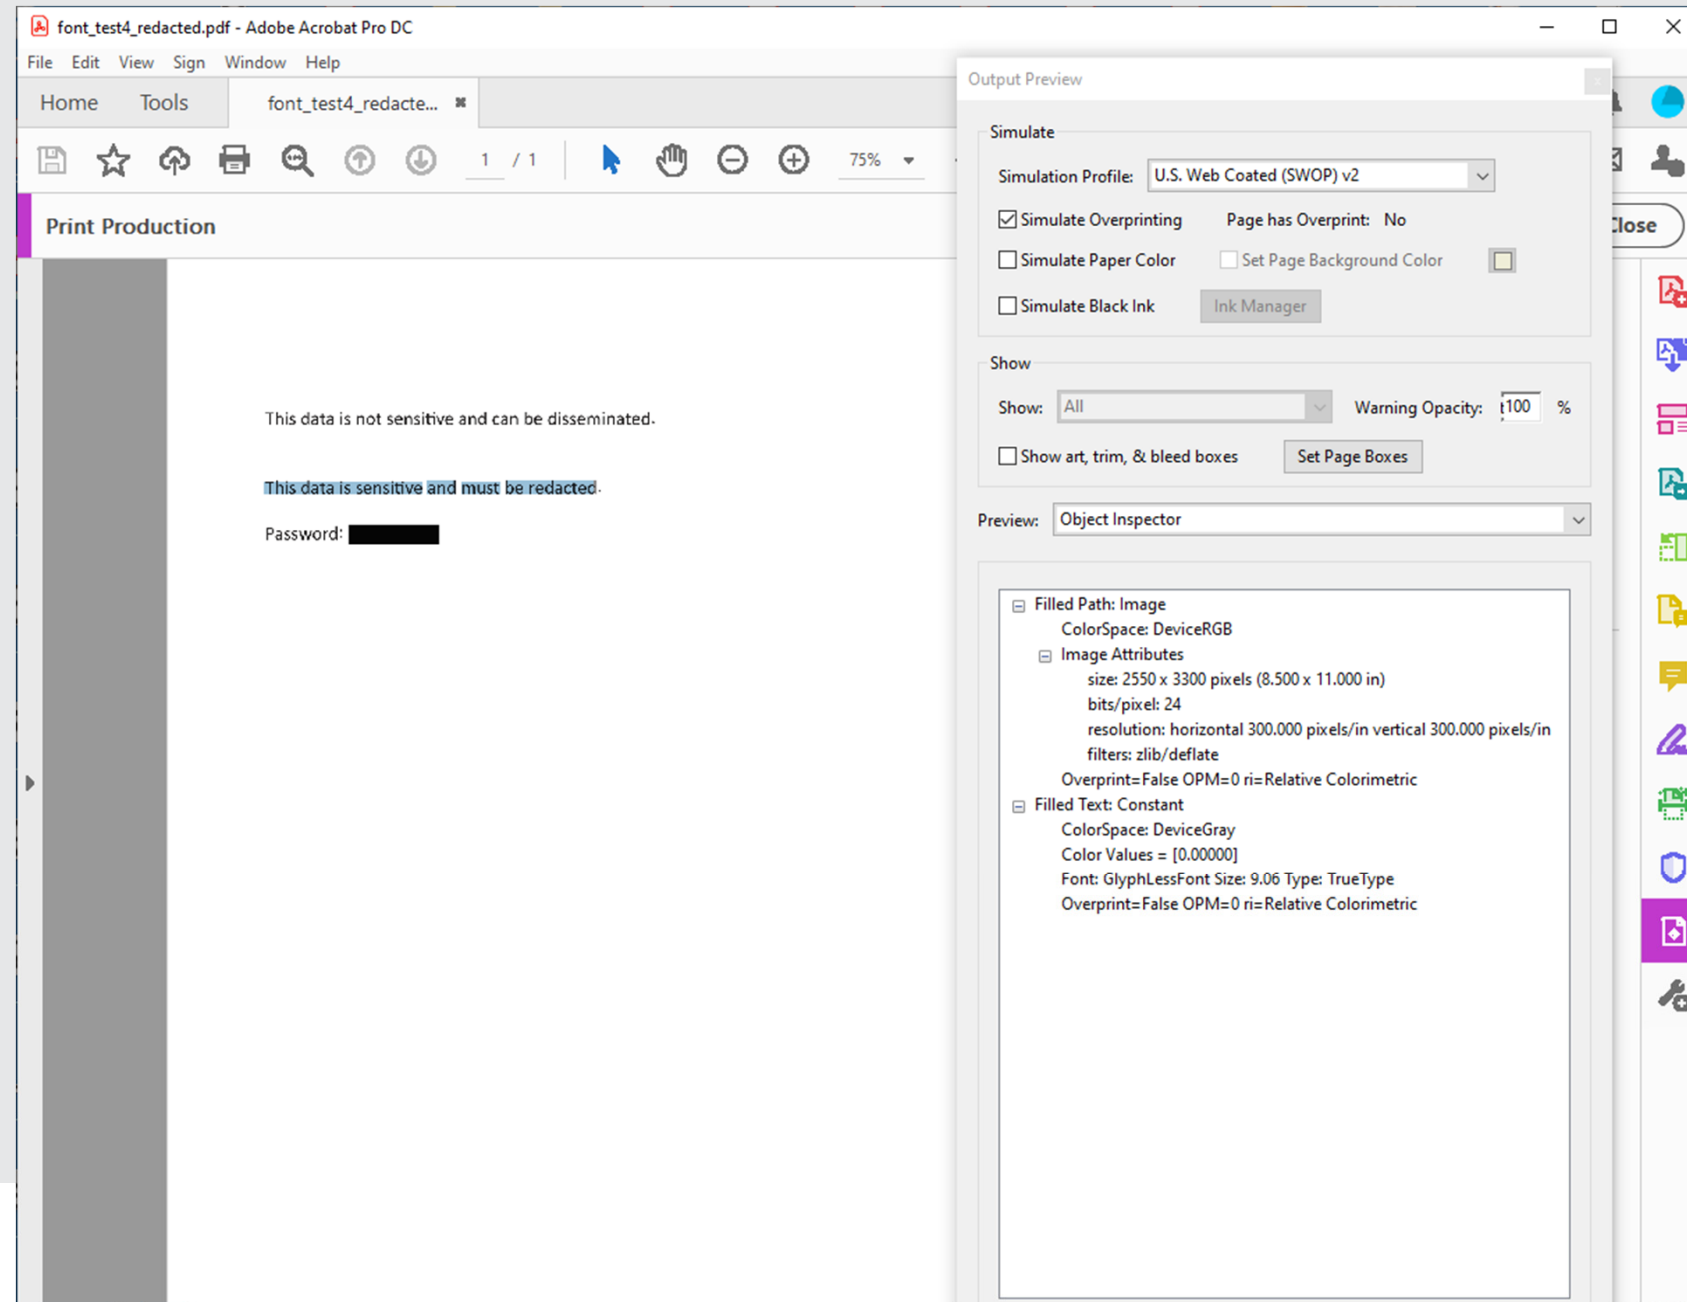 font_test4_redacted.pdf - Adobe Acrobat Pro DC
File Edit View Sign Window Help
Home Tools font_test4_redacte...
1 / 1 75%
Print Production
Close
This data is not sensitive and can be disseminated.
This data is sensitive and must be redacted.
Password:
Output Preview
Simulate
Simulation Profile: U.S. Web Coated (SWOP) v2
Simulate Overprinting Page has Overprint: No
Simulate Paper Color Set Page Background Color
Simulate Black Ink Ink Manager
Show
Show: All Warning Opacity: 100 %
Show art, trim, & bleed boxes Set Page Boxes
Preview: Object Inspector
Filled Path: Image
ColorSpace: DeviceRGB
Image Attributes
size: 2550 x 3300 pixels (8.500 x 11.000 in)
bits/pixel: 24
resolution: horizontal 300.000 pixels/in vertical 300.000 pixels/in
filters: zlib/deflate
Overprint=False OPM=0 ri=Relative Colorimetric
Filled Text: Constant
ColorSpace: DeviceGray
Color Values = [0.00000]
Font: GlyphLessFont Size: 9.06 Type: TrueType
Overprint=False OPM=0 ri=Relative Colorimetric